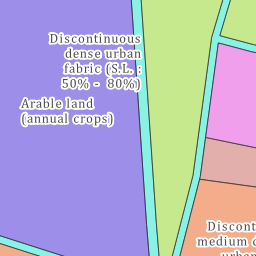 Discontinuous
dense urban
fabric (S.L. :
50% - 80%)
Arable land
(annual crops)
Discont
medium d
urban